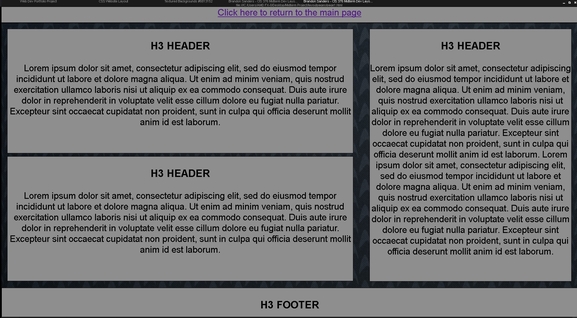 Click here to return to the main page
H3 HEADER
Lorem ipsum dolor sit amet, consectetur adipiscing elit, sed do eiusmod tempor
incididunt ut labore et dolore magna aliqua. Ut enim ad minim veniam, quis nostrud
exercitation ullamco laboris nisi ut aliquip ex ea commodo consequat. Duis aute irure
dolor in reprehenderit in voluptate velit esse cillum dolore eu fugiat nulla pariatur.
Excepteur sint occaecat cupidatat non proident, sunt in culpa qui officia deserunt mollit
anim id est laborum.
H3 HEADER
Lorem ipsum dolor sit amet, consectetur adipiscing elit, sed do eiusmod tempor
incididunt ut labore et dolore magna aliqua. Ut enim ad minim veniam, quis nostrud
exercitation ullamco laboris nisi ut aliquip ex ea commodo consequat. Duis aute irure
dolor in reprehenderit in voluptate velit esse cillum dolore eu fugiat nulla pariatur.
Excepteur sint occaecat cupidatat non proident, sunt in culpa qui officia deserunt mollit
anim id est laborum.
H3 HEADER
Lorem ipsum dolor sit amet, consectetur adipiscing
elit, sed do eiusmod tempor incididunt ut labore et
dolore magna aliqua. Ut enim ad minim veniam, quis
nostrud exercitation ullamco laboris nisi ut aliquip ex
ea commodo consequat. Duis aute irure dolor in
reprehenderit in voluptate velit esse cillum
dolore eu fugiat nulla pariatur. Excepteur sint
occaecat cupidatat non proident, sunt in culpa qui
officia deserunt mollit anim id est laborum. Lorem
ipsum dolor sit amet, consectetur adipiscing elit,
sed do eiusmod tempor incididunt ut labore et
dolore magna aliqua. Ut enim ad minim veniam,
quis nostrud exercitation ullamco laboris nisi ut
aliquip ex ea commodo consequat. Duis aute irure
dolor in reprehenderit in voluptate velit esse cillum
dolore eu fugiat nulla pariatur. Excepteur sint
occaecat cupidatat non proident, sunt in culpa qui
officia deserunt mollit anim id est laborum.
H3 FOOTER